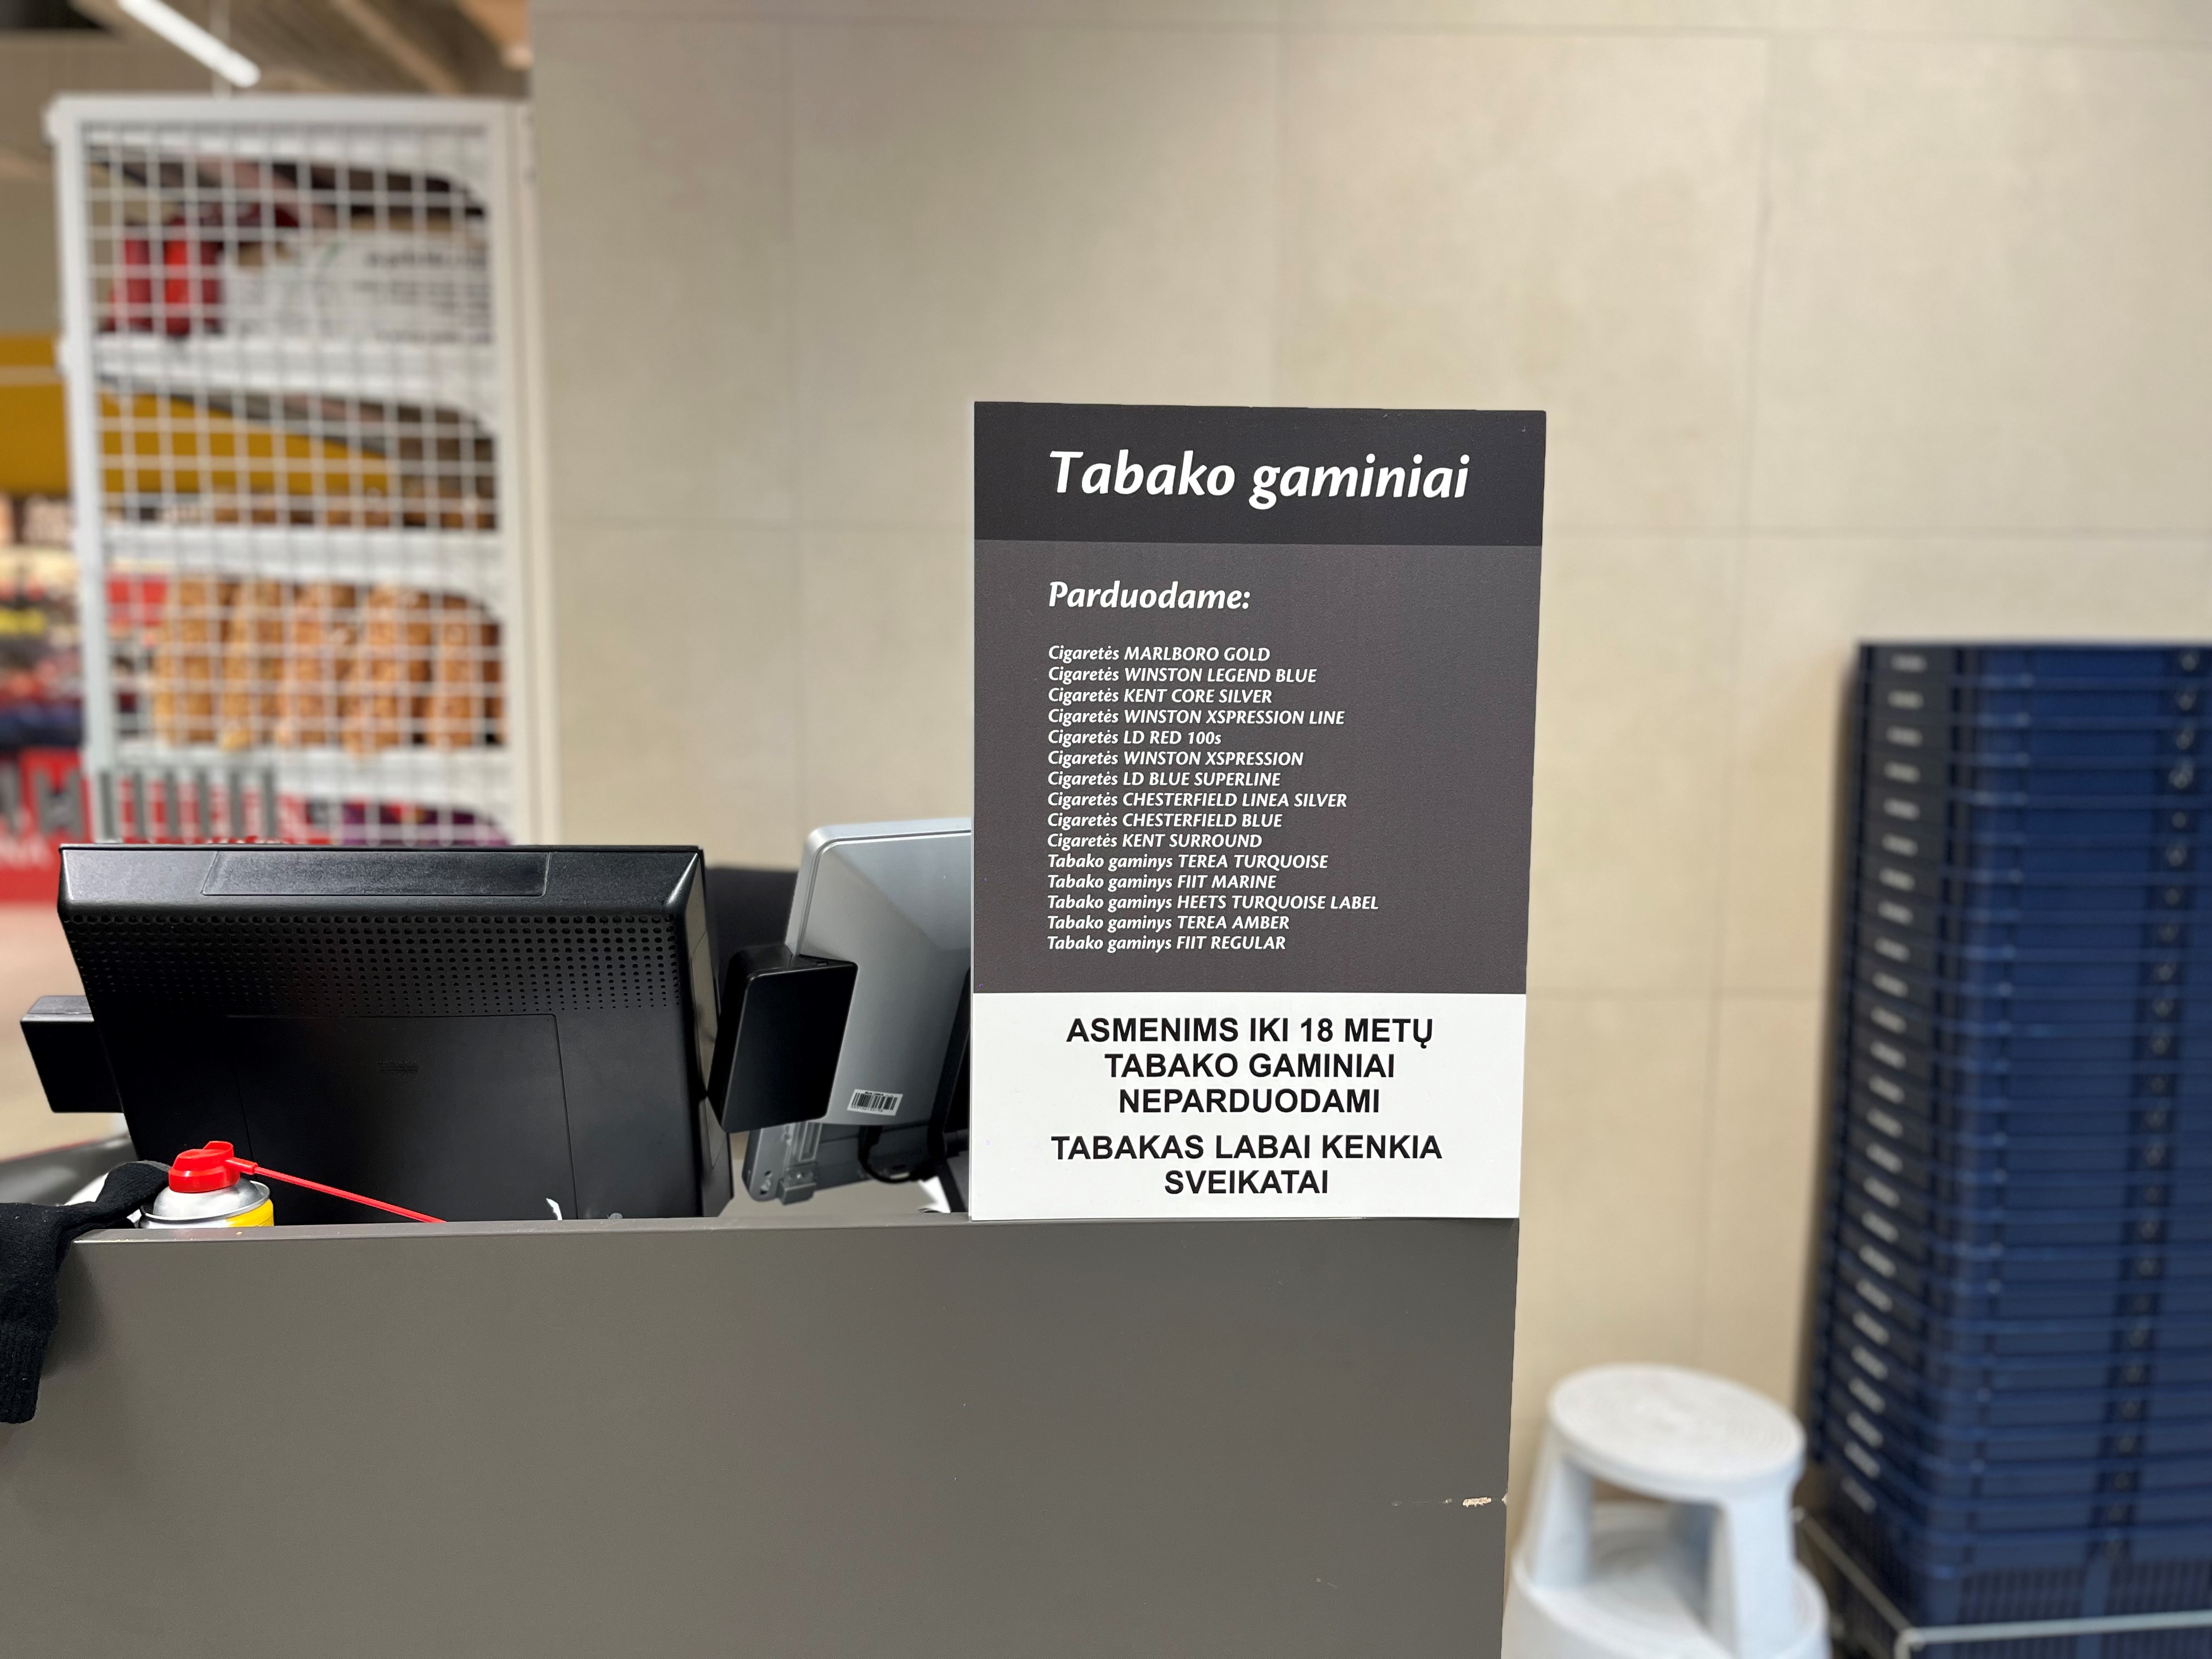 Tabako gaminiai
Parduodame:
Cigaretės MARLBORO GOLD
Cigaretės WINSTON LEGEND BLUE
Cigaretės KENT CORE SILVER
Cigaretės WINSTON XSPRESSION LINE
Cigaretės LD RED 100s
Cigaretės WINSTON XSPRESSION
Cigaretės LD BLUE SUPERLINE
Cigaretės CHESTERFIELD LINEA SILVER
Cigaretės CHESTERFIELD BLUE
Cigaretės KENT SURROUND
Tabako gaminys TEREA TURQUOISE
Tabako gaminys FIIT MARINE
Tabako gaminys HEETS TURQUOISE LABEL
Tabako gaminys TEREA AMBER
Tabako gaminys FIIT REGULAR
ASMENIMS IKI 18 METŲ
TABAKO GAMINIAI
NEPARDUODAMI
TABAKAS LABAI KENKIA
SVEIKATAI